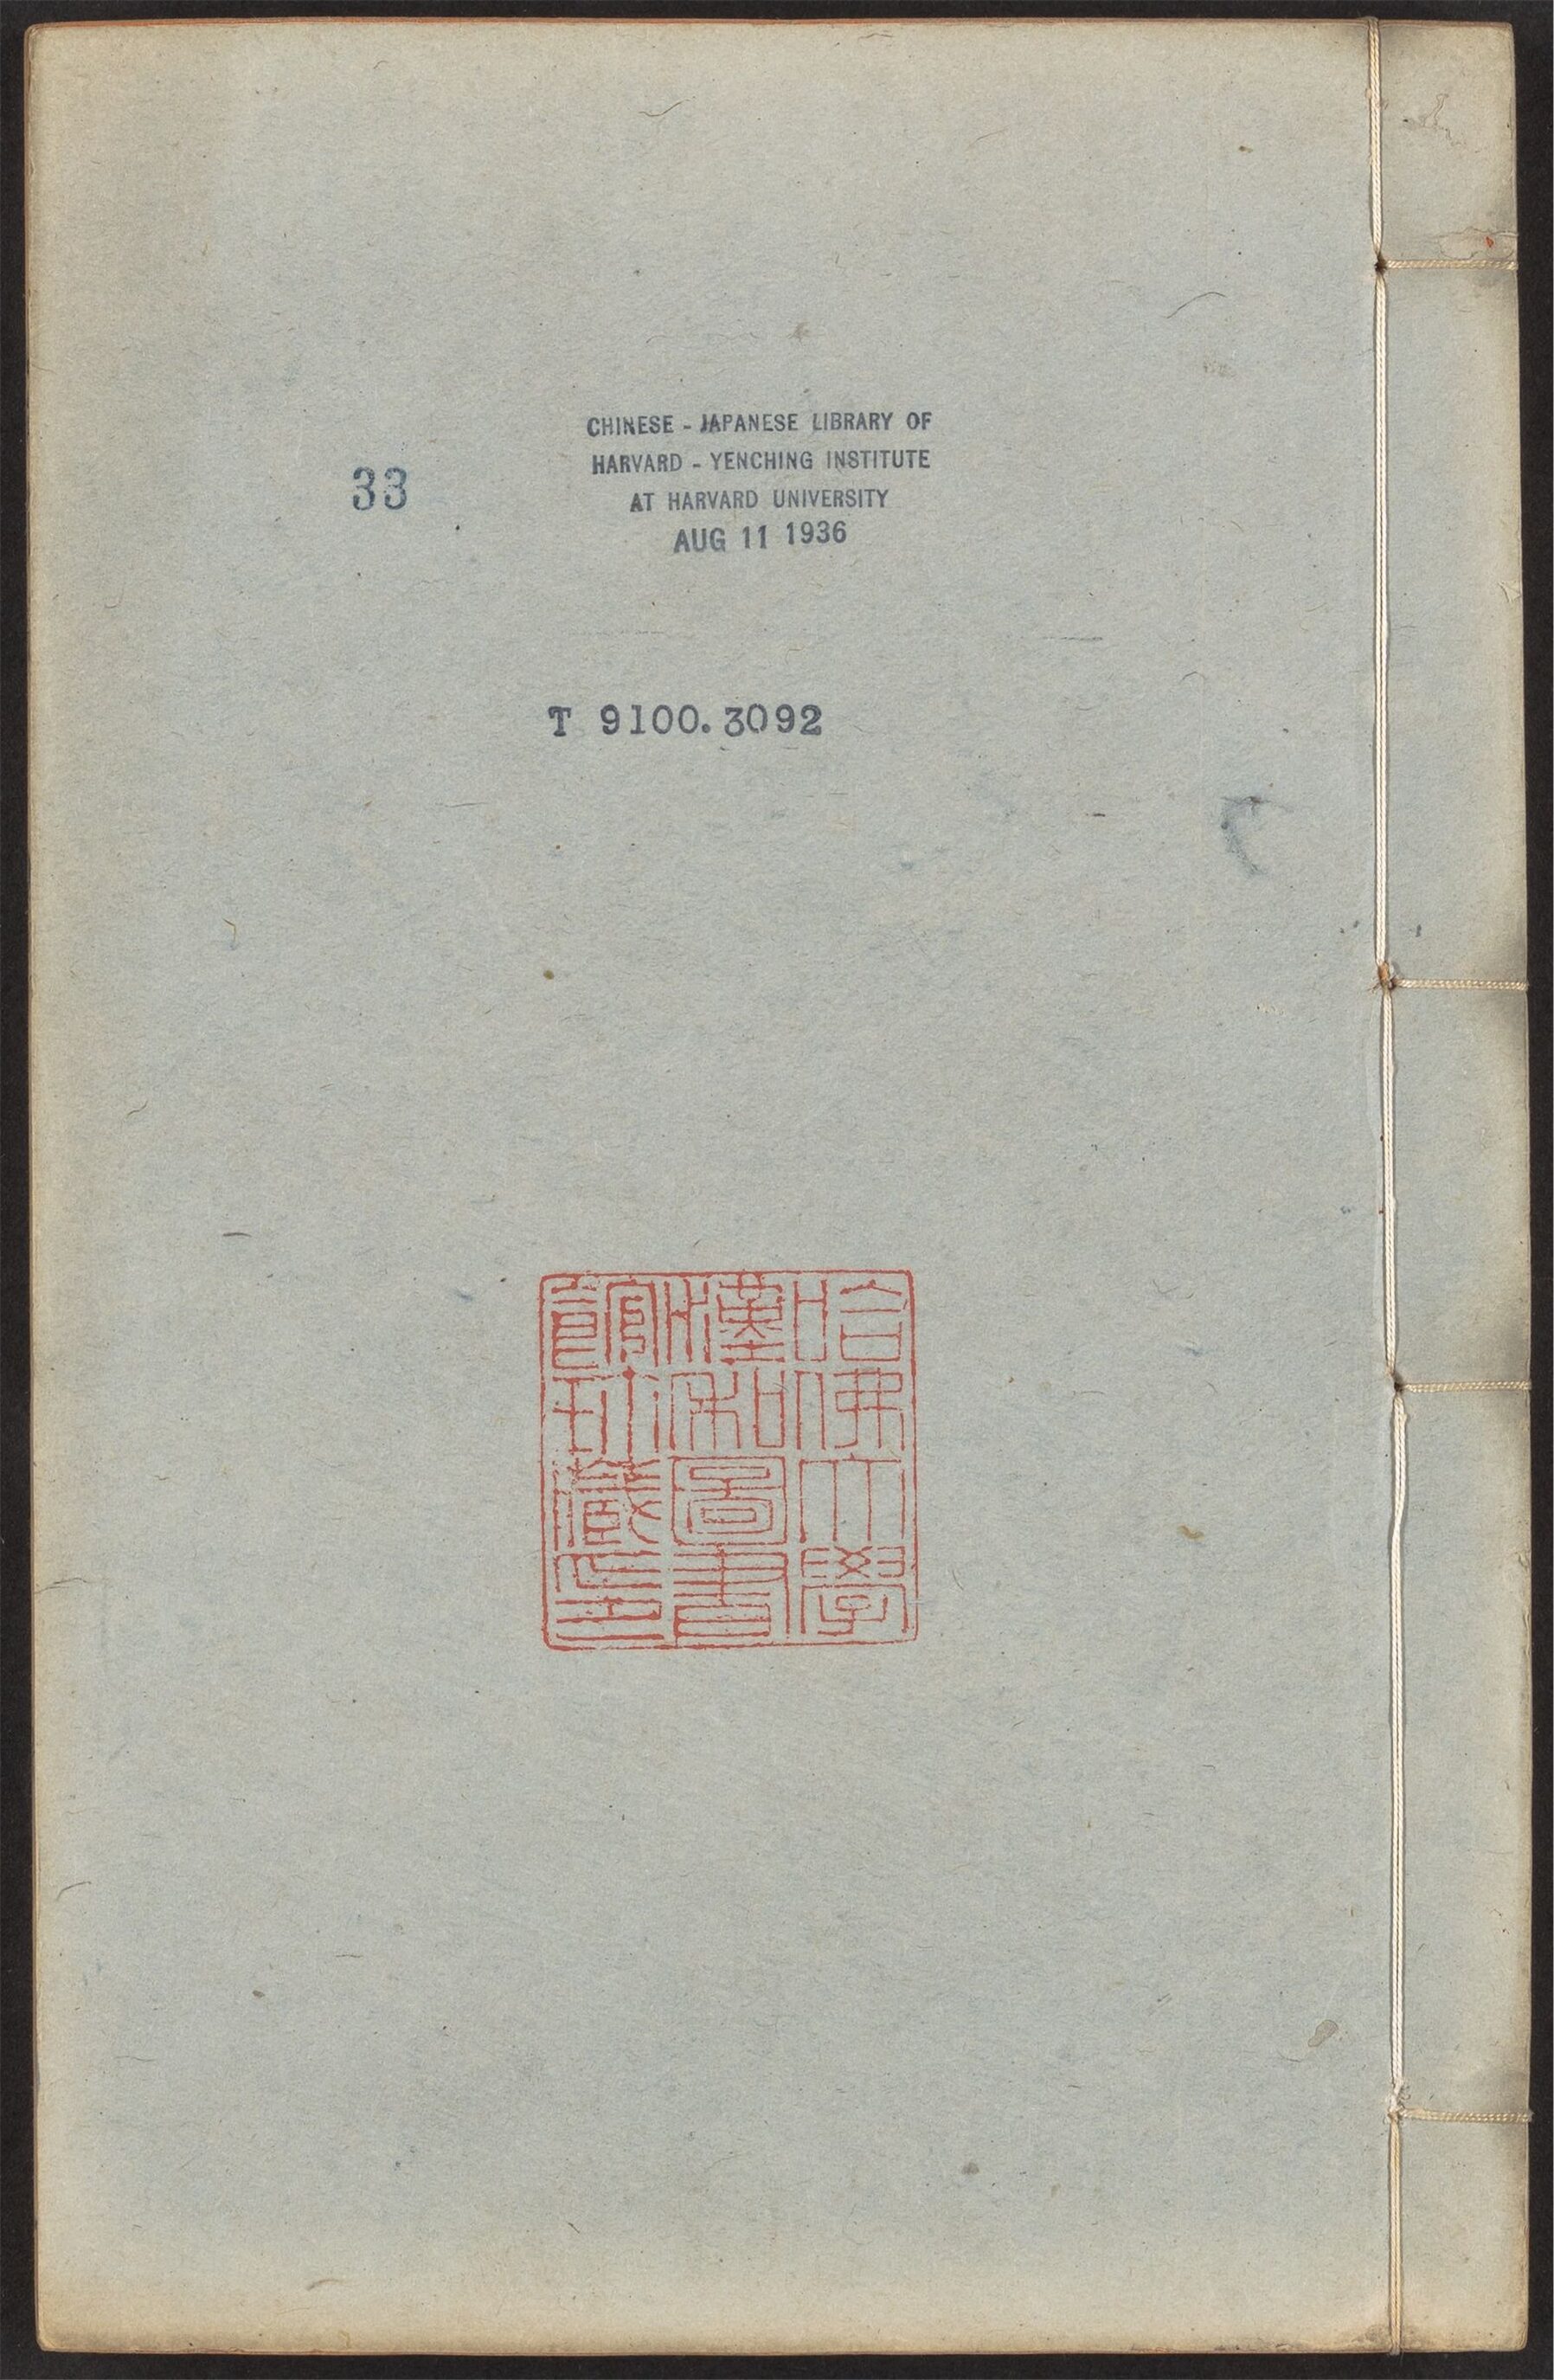 CHINESE - JAPANESE LIBRARY OF
HARVARD - YENCHING INSTITUTE
AT HARVARD UNIVERSITY
AUG 11 1936
33
T 9100.3092
哈佛大學
漢和圖書
館珍藏印